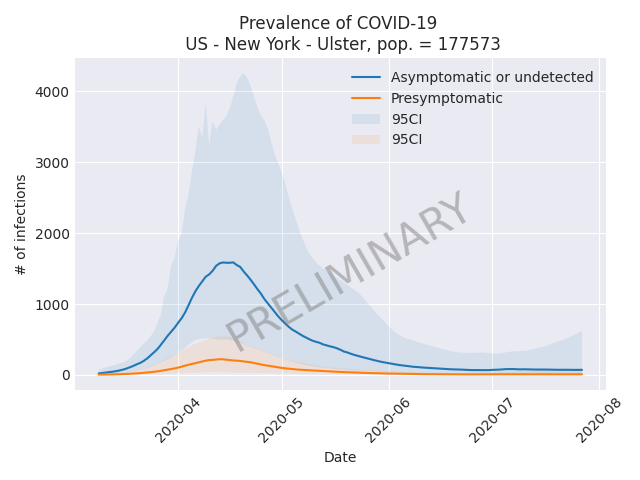 Prevalence of COVID-19
US - New York - Ulster, pop. = 177573
Asymptomatic or undetected
Presymptomatic
95CI
95CI
# of infections
4000
3000
2000
1000
0
PRELIMINARY
2020-04
2020-05
2020-06
2020-07
2020-08
Date